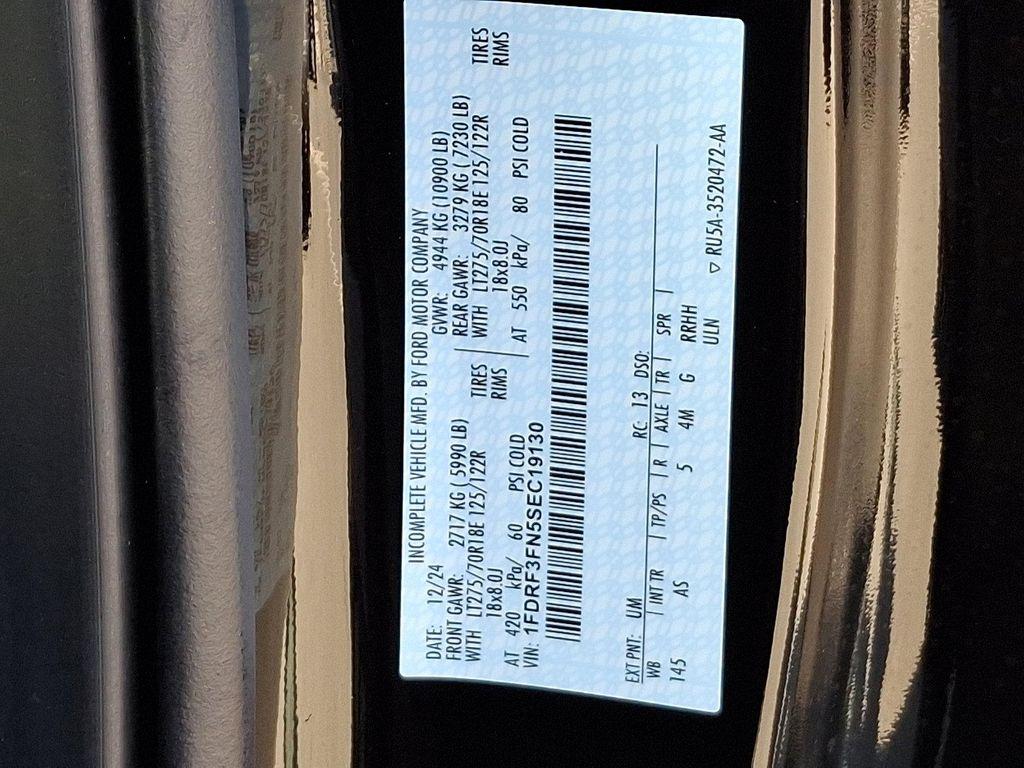 INCOMPLETE VEHICLE MFD. BY FORD MOTOR COMPANY
DATE: 12/24 GVWR: 4944 KG (10900 LB)
FRONT GAWR: 2717 KG (5990 LB) REAR GAWR: 3279 KG (7230 LB)
WITH LT275/70R18E 125/122R TIRES WITH LT275/70R18E 125/122R TIRES
18x8.0J RIMS 18x8.0J RIMS
AT 420 kPa/ 60 PSI COLD AT 550 kPa/ 80 PSI COLD
VIN: 1FDRF3FN5SEC19130
EXT PNT: UM RC: 13 DSO:
WB | INT TR | TP/PS | R | AXLE | TR | SPR |
145 AS 5 4M G RRHH
ULN
▽ RU5A-3520472-AA